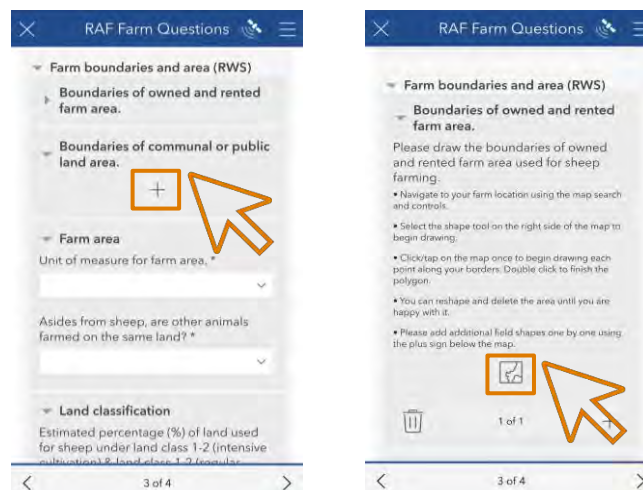 RAF Farm Questions
Farm boundaries and area (RWS)
Boundaries of owned and rented
farm area.
Boundaries of communal or public
land area.
Farm area
Unit of measure for farm area. *
Asides from sheep, are other animals
farmed on the same land? *
Land classification
Estimated percentage (%) of land used
for sheep under land class 1-2 (intensive
cultivation) & land class 1-2 (regular
3 of 4
RAF Farm Questions
Farm boundaries and area (RWS)
Boundaries of owned and rented
farm area.
Please draw the boundaries of owned
and rented farm area used for sheep
farming.
• Navigate to your farm location using the map search
and controls.
• Select the shape tool on the right side of the map to
begin drawing.
• Click/tap on the map once to begin drawing each
point along your borders. Double click to finish the
polygon.
• You can reshape and delete the area until you are
happy with it.
• Please add additional field shapes one by one using
the plus sign below the map.
1 of 1
3 of 4